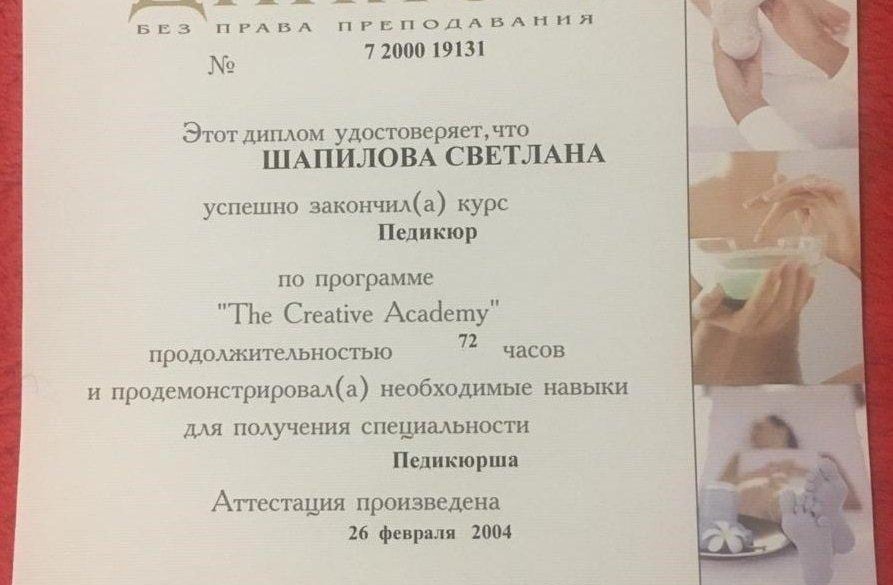 БЕЗ ПРАВА ПРЕПОДАВАНИЯ
№ 7 2000 19131
Этот диплом удостоверяет, что
ШАПИЛОВА СВЕТЛАНА
успешно закончил(а) курс
Педикюр
по программе
"The Creative Academy"
продолжительностью 72 часов
и продемонстрировал(а) необходимые навыки
для получения специальности
Педикюрша
Аттестация произведена
26 февраля 2004